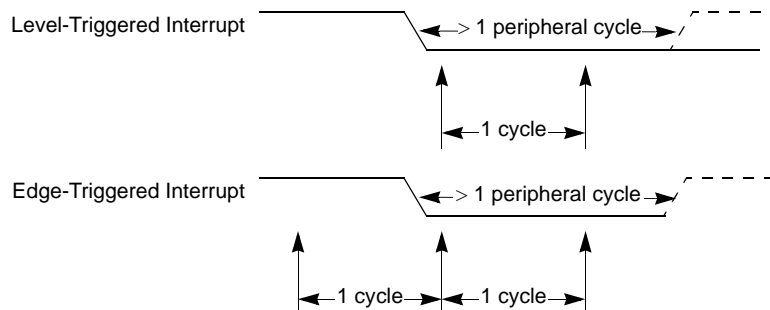 Level-Triggered Interrupt
> 1 peripheral cycle
1 cycle
Edge-Triggered Interrupt
> 1 peripheral cycle
1 cycle 1 cycle